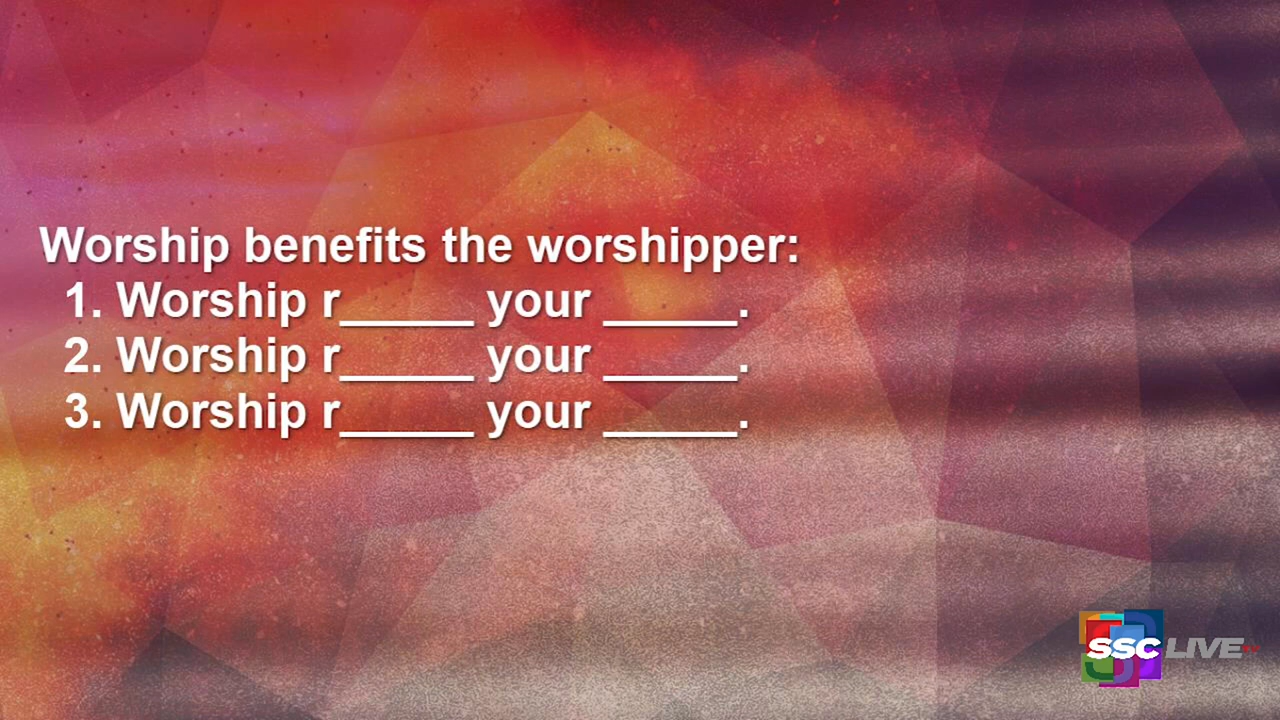 Worship benefits the worshipper:
1. Worship r_____ your _____.
2. Worship r_____ your _____.
3. Worship r_____ your _____.
SSC LIVE